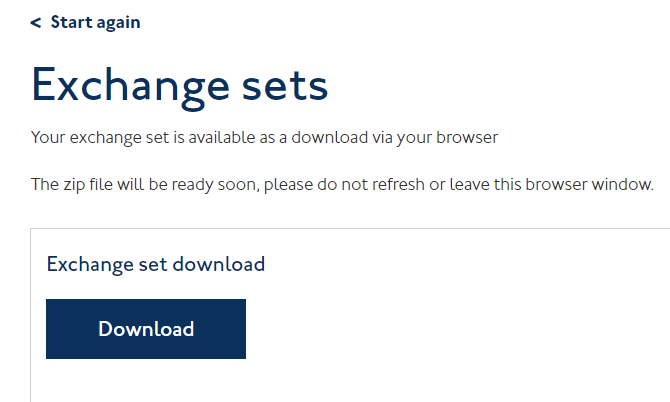 < Start again
Exchange sets
Your exchange set is available as a download via your browser
The zip file will be ready soon, please do not refresh or leave this browser window.
Exchange set download
Download